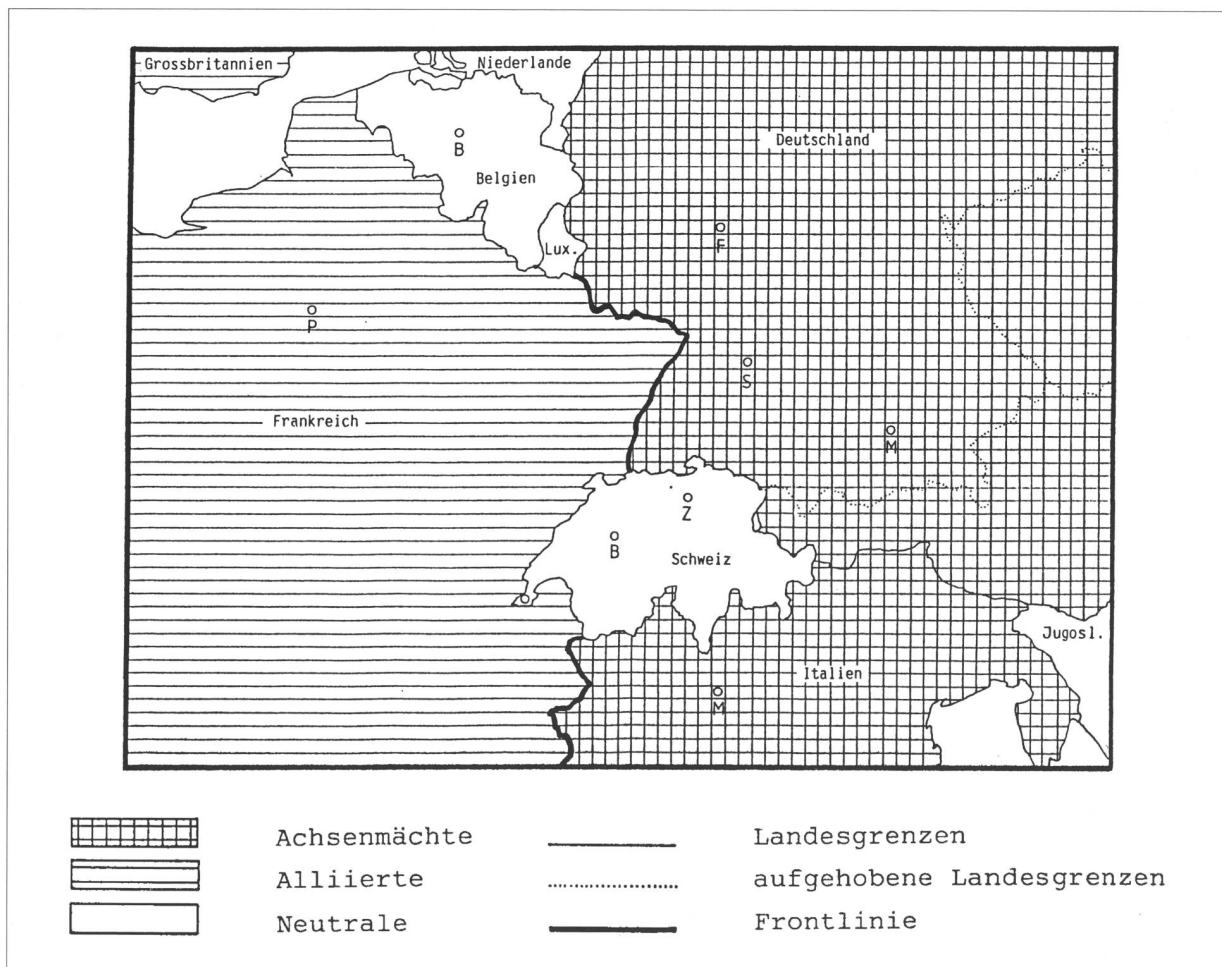 Grossbritannien
Niederlande
Deutschland
B
Belgien
F
Lux.
P
S
Frankreich
M
Z
B
Schweiz
Jugosl.
Italien
M
Achsenmächte
Landesgrenzen
Alliierte
aufgehobene Landesgrenzen
Neutrale
Frontlinie